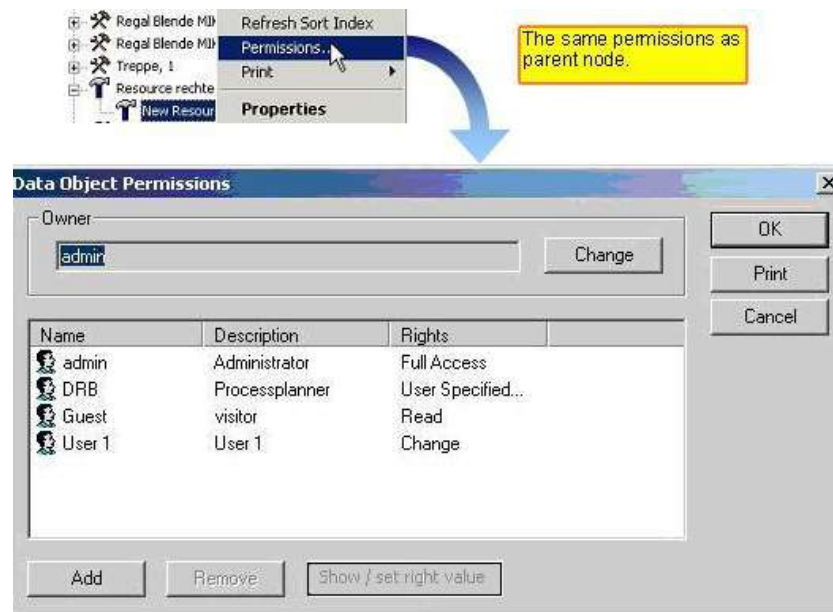 Regal Blende MI
Regal Blende MI
Treppe, 1
Resource rechte
New Resour
Refresh Sort Index
Permissions...
Print
Properties
The same permissions as
parent node.
Data Object Permissions
Owner
admin
Change
OK
Print
Cancel
Name Description Rights
admin Administrator Full Access
DRB Processplanner User Specified...
Guest visitor Read
User 1 User 1 Change
Add Remove Show / set right value